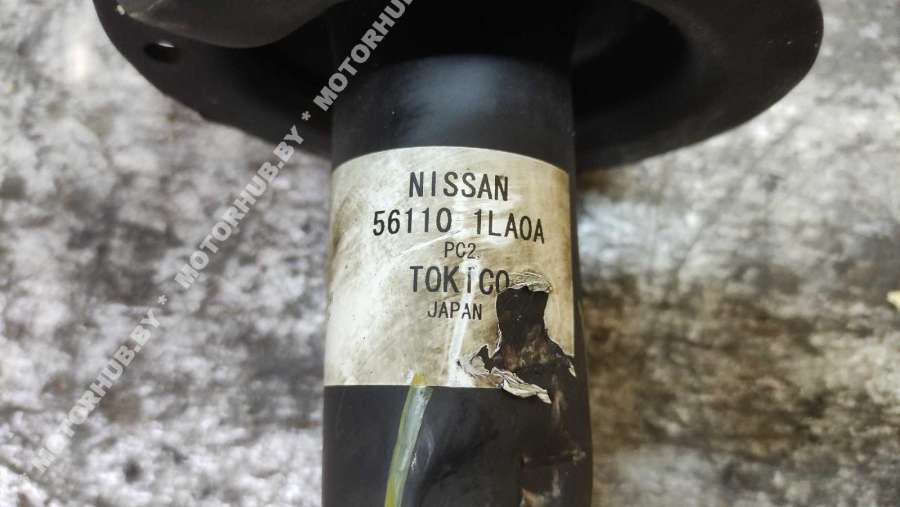 NISSAN
56110 1LA0A
PC2
TOKICO
JAPAN
MOTORHUB.BY * MOTORHUB.BY * MOTORHUB.BY *